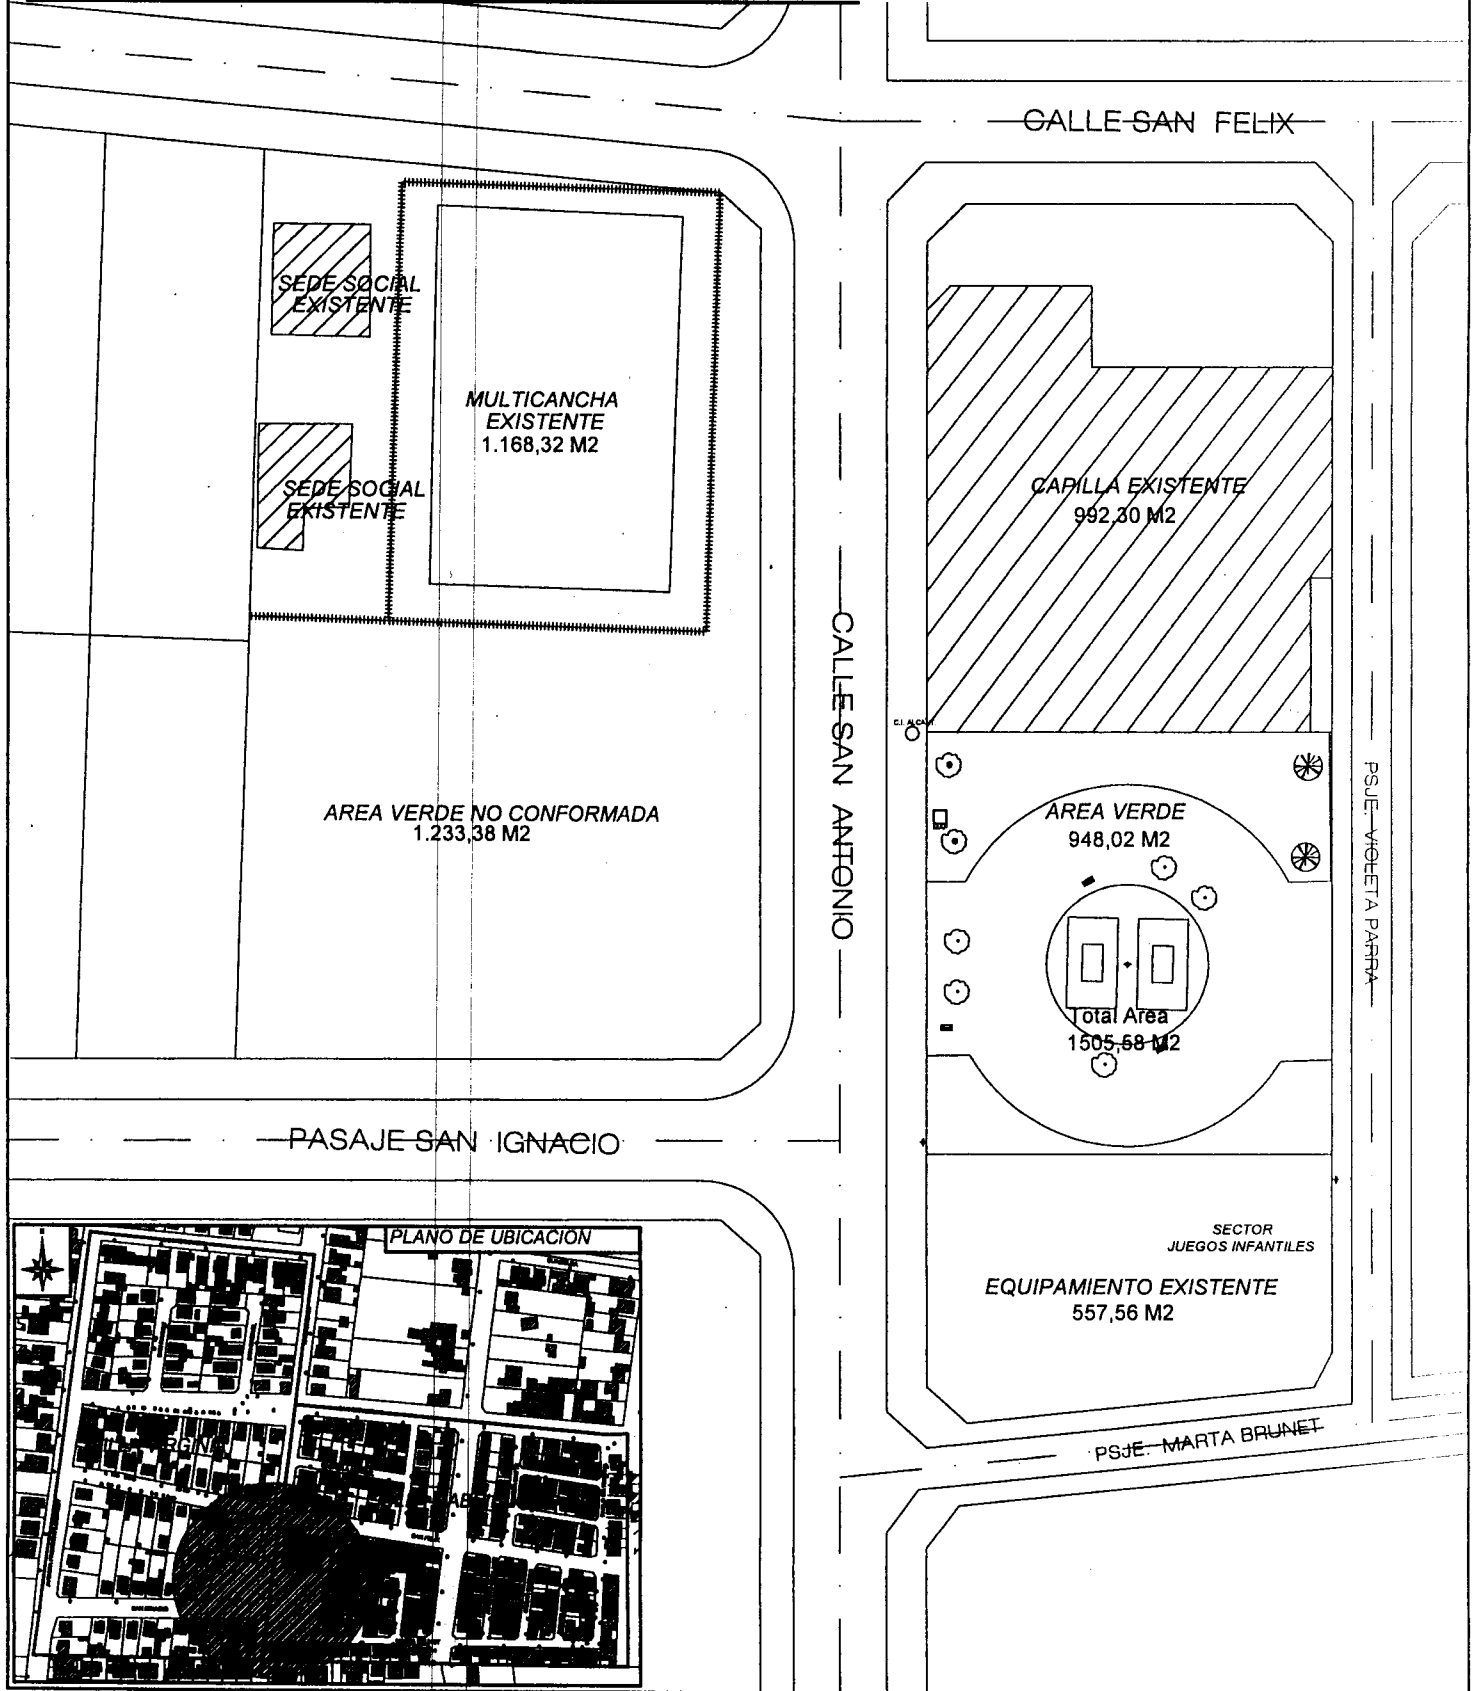 CALLE SAN FELIX
SEDE SOCIAL
EXISTENTE
MULTICANCHA
EXISTENTE
1.168,32 M2
SEDE SOCIAL
EXISTENTE
CAPILLA EXISTENTE
992,30 M2
CALLE SAN ANTONIO
AREA VERDE NO CONFORMADA
1.233,38 M2
AREA VERDE
948,02 M2
PSJE. VIOLETA PARRA
Total Area
1505,58 M2
PASAJE SAN IGNACIO
SECTOR
JUEGOS INFANTILES
EQUIPAMIENTO EXISTENTE
557,56 M2
PSJE. MARTA BRUNET
PLANO DE UBICACION